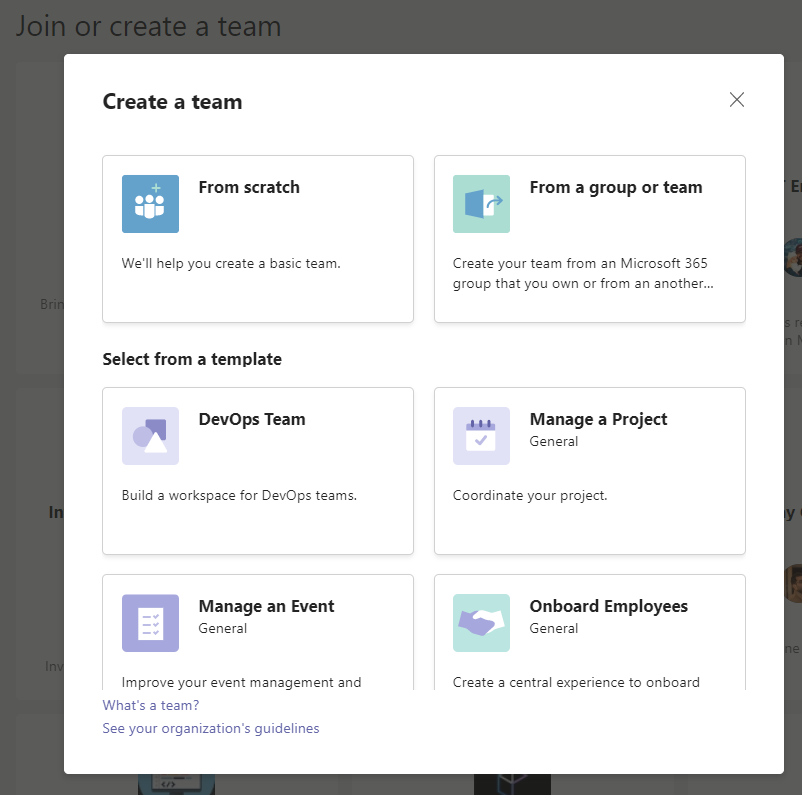 Join or create a team
Create a team
From scratch
We'll help you create a basic team.
From a group or team
Create your team from an Microsoft 365
group that you own or from an another...
Select from a template
DevOps Team
Build a workspace for DevOps teams.
Manage a Project
General
Coordinate your project.
Manage an Event
General
Improve your event management and
Onboard Employees
General
Create a central experience to onboard
What's a team?
See your organization's guidelines